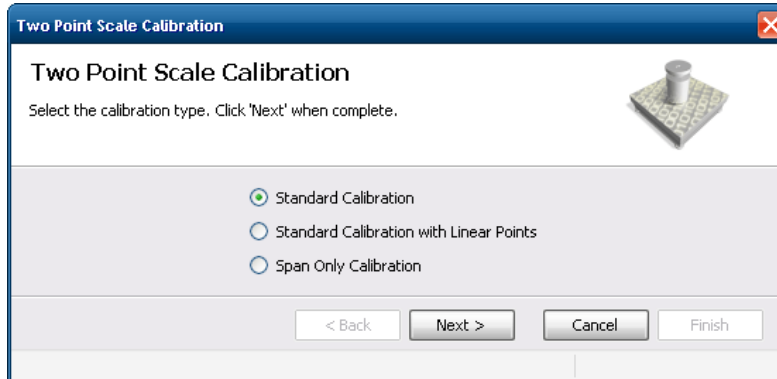 Two Point Scale Calibration
Two Point Scale Calibration
Select the calibration type. Click 'Next' when complete.
Standard Calibration
Standard Calibration with Linear Points
Span Only Calibration
< Back Next > Cancel Finish